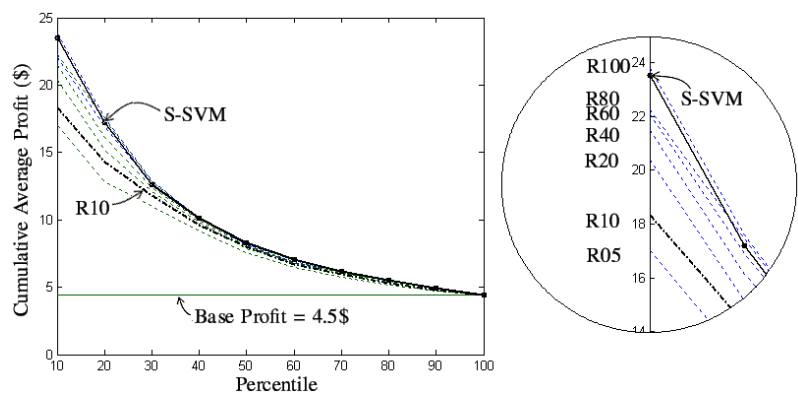 Cumulative Average Profit ($)
25
20
15
10
5
0
10 20 30 40 50 60 70 80 90 100
Percentile
S-SVM
R10
Base Profit = 4.5$
24
22
20
18
16
14
R100
R80
R60
R40
R20
R10
R05
S-SVM